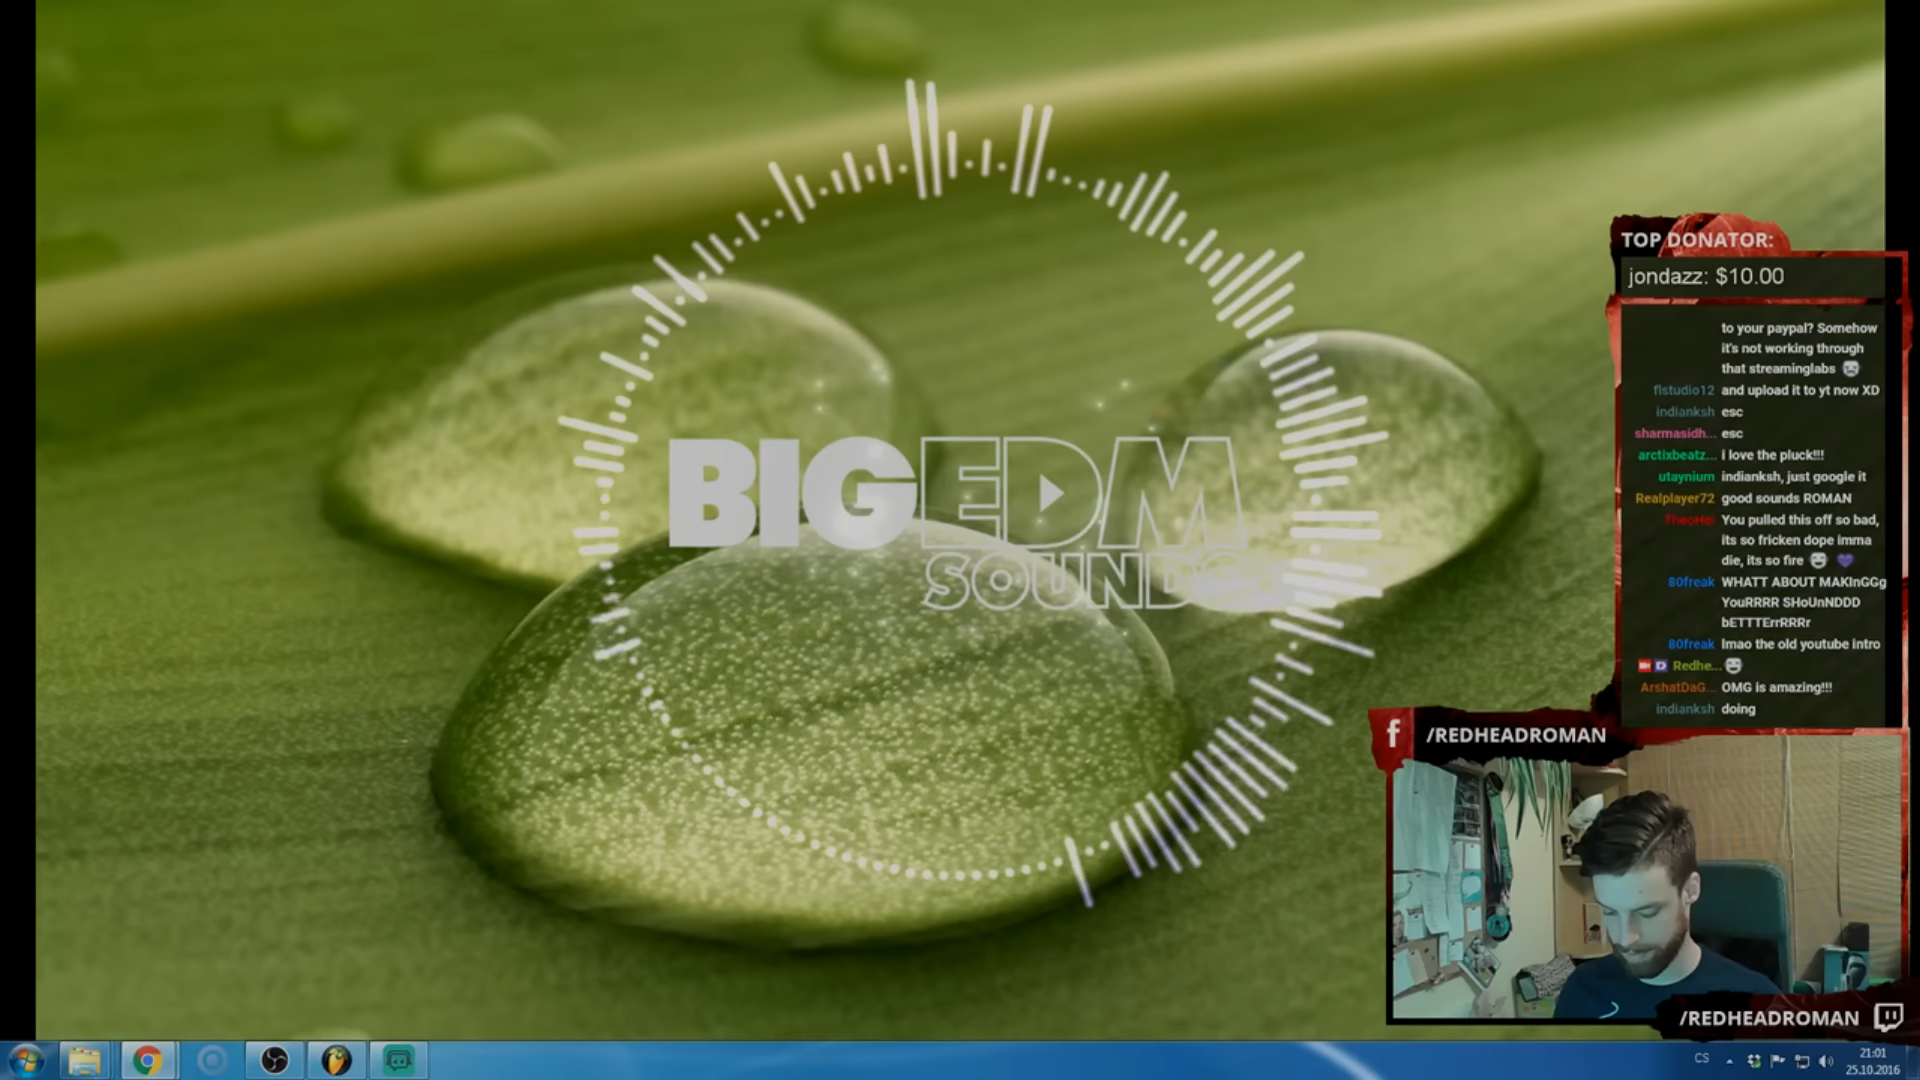 BIGEDM
SOUNDS
TOP DONATOR:
jondazz: $10.00
to your paypal? Somehow
it's not working through
that streaminglabs
flstudio12 and upload it to yt now XD
indianksh esc
sharmasidh... esc
arctixbeatz... i love the pluck!!!
utaynium indianksh, just google it
Realplayer72 good sounds ROMAN
TheoHei You pulled this off so bad,
its so fricken dope imma
die, its so fire
80freak WHATT ABOUT MAKInGGg
YouRRRR SHoUnNDDD
bETTTErrRRRr
80freak lmao the old youtube intro
Redhe...
ArshatDaG... OMG is amazing!!!
indianksh doing
f /REDHEADROMAN
/REDHEADROMAN
CS
21:01
25.10.2016